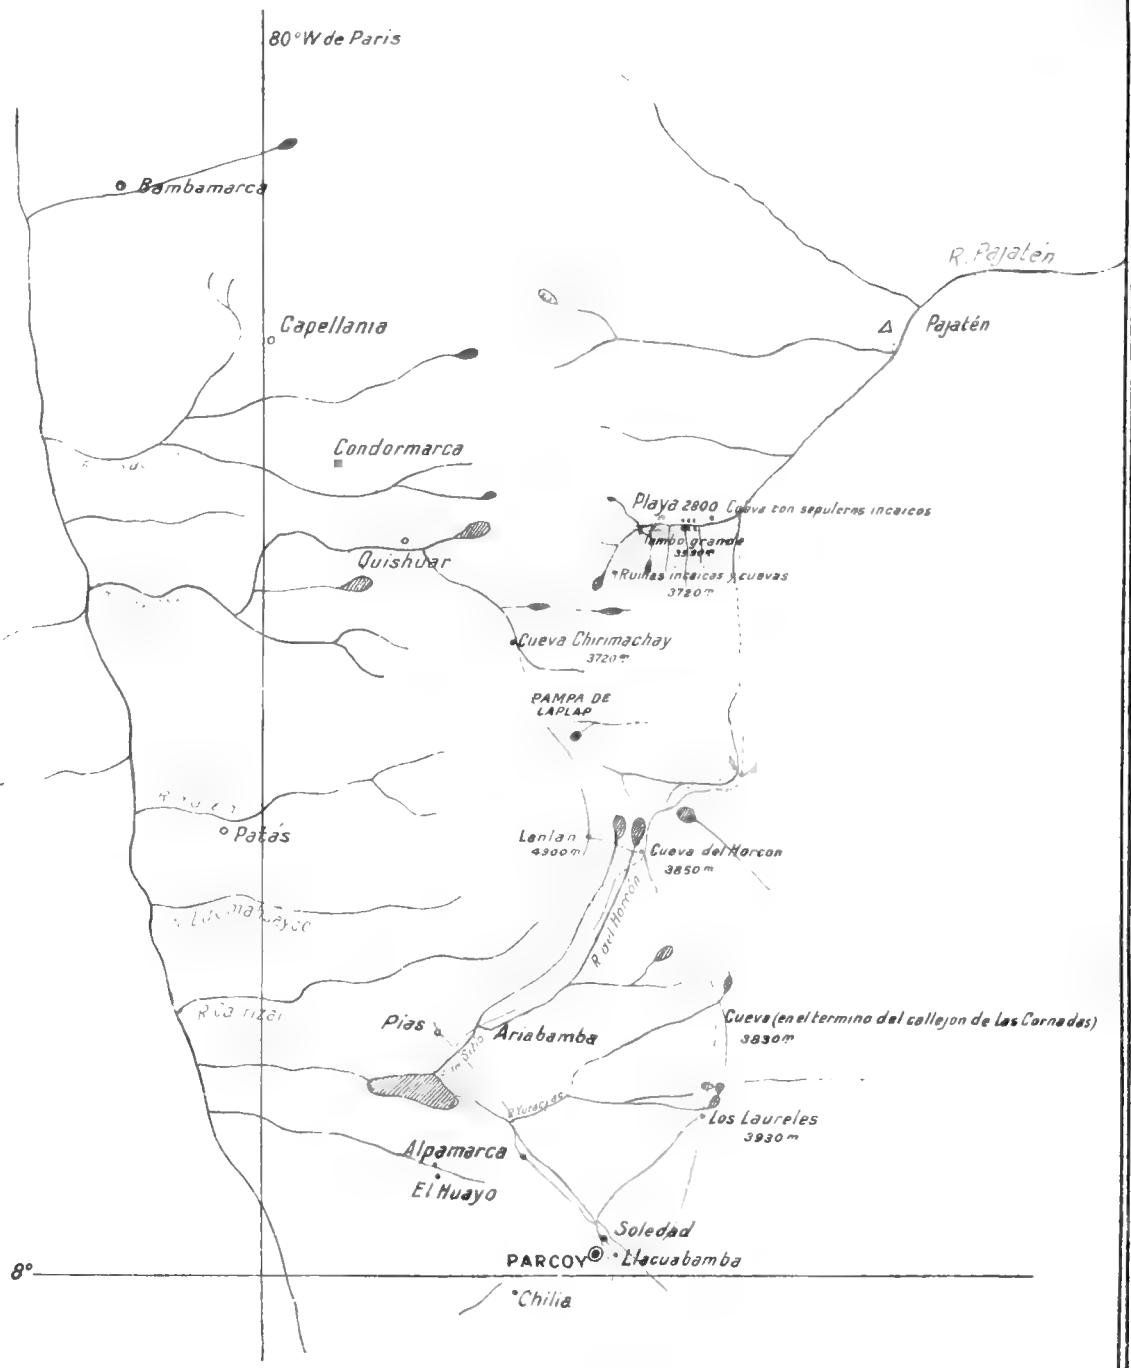 80°W de Paris
Bambamarca
R. Pajatén
Capellania
Pajatén
Condormarca
Playa 2800
Cueva con sepulcros incaicos
Tambo grande
Quishuar
Ruinas incaicas y cuevas
3720 m
Cueva Chirimachay
3720 m
PAMPA DE
LAPLAP
R.
Patás
Lanlan
4300 m
Cueva del Horcon
3850 m
R del Horcón
R Carrizal
Pias
Ariabamba
Cueva (en el termino del callejon de Las Cornadas)
3830 m
Los Laureles
3930 m
Alpamarca
El Huayo
Soledad
PARCOY
Llacuabamba
8°
Chilia